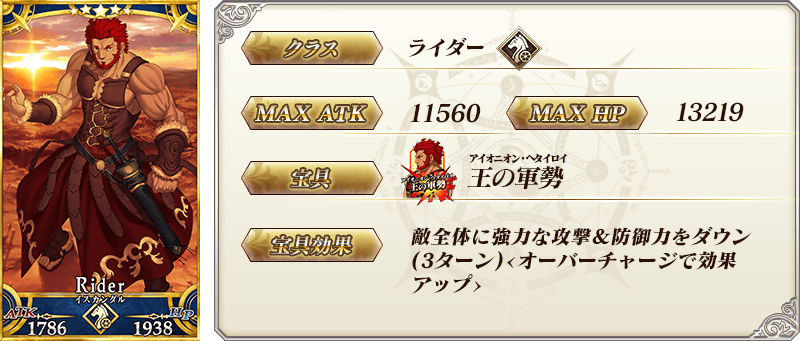 Rider
イスカンダル
ATK HP
1786 1938
クラス ライダー
MAX ATK 11560 MAX HP 13219
アイオニオン・ヘタイロイ
宝具 王の軍勢 王の軍勢
宝具効果 敵全体に強力な攻撃&防御力をダウン
(3ターン)<オーバーチャージで効果
アップ>